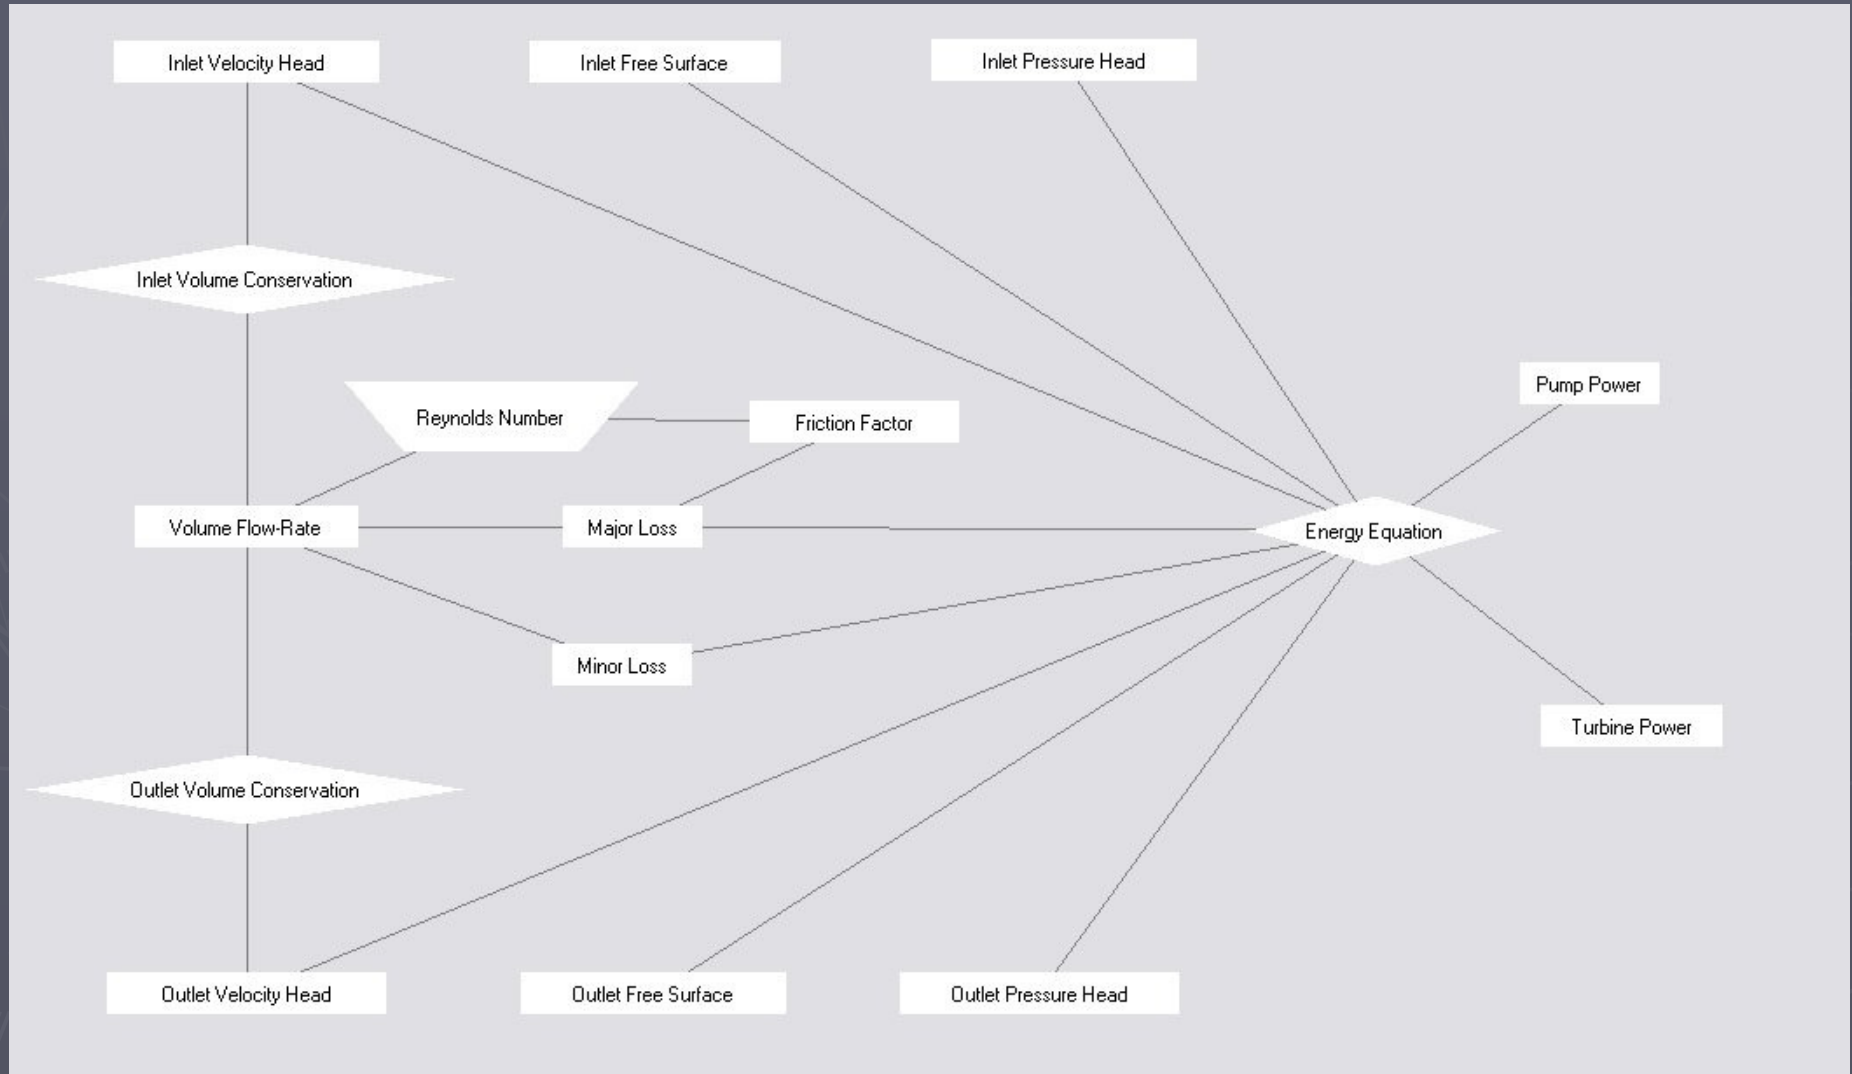 Inlet Velocity Head
Inlet Free Surface
Inlet Pressure Head
Inlet Volume Conservation
Pump Power
Reynolds Number
Friction Factor
Volume Flow-Rate
Major Loss
Energy Equation
Minor Loss
Turbine Power
Outlet Volume Conservation
Outlet Velocity Head
Outlet Free Surface
Outlet Pressure Head